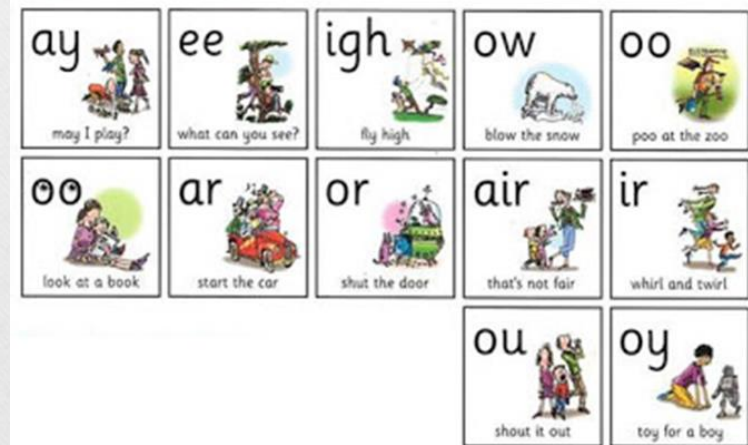 ay ee igh ow oo
may I play? what can you see? fly high blow the snow poo at the zoo
oo ar or air ir
look at a book start the car shut the door that's not fair whirl and twirl
ou oy
shout it out toy for a boy